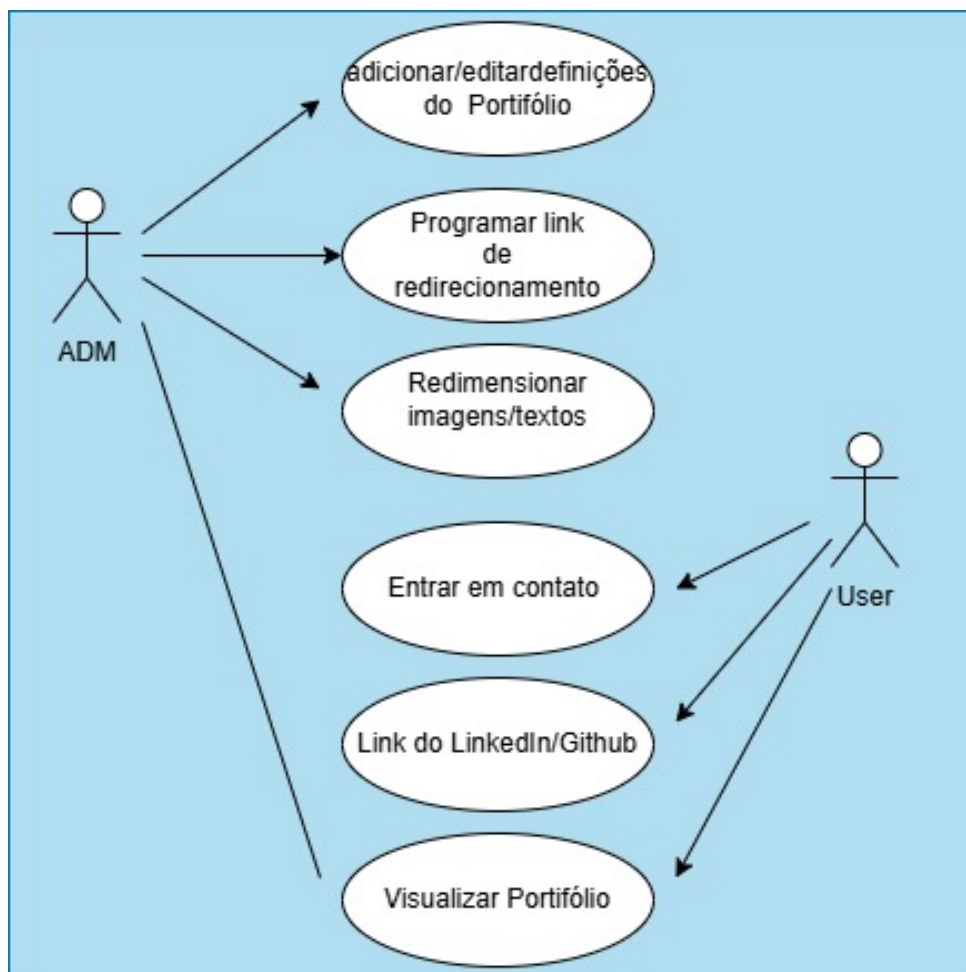 adicionar/editardefinições
do Portifólio
Programar link
de
redirecionamento
ADM
Redimensionar
imagens/textos
Entrar em contato
User
Link do LinkedIn/Github
Visualizar Portifólio